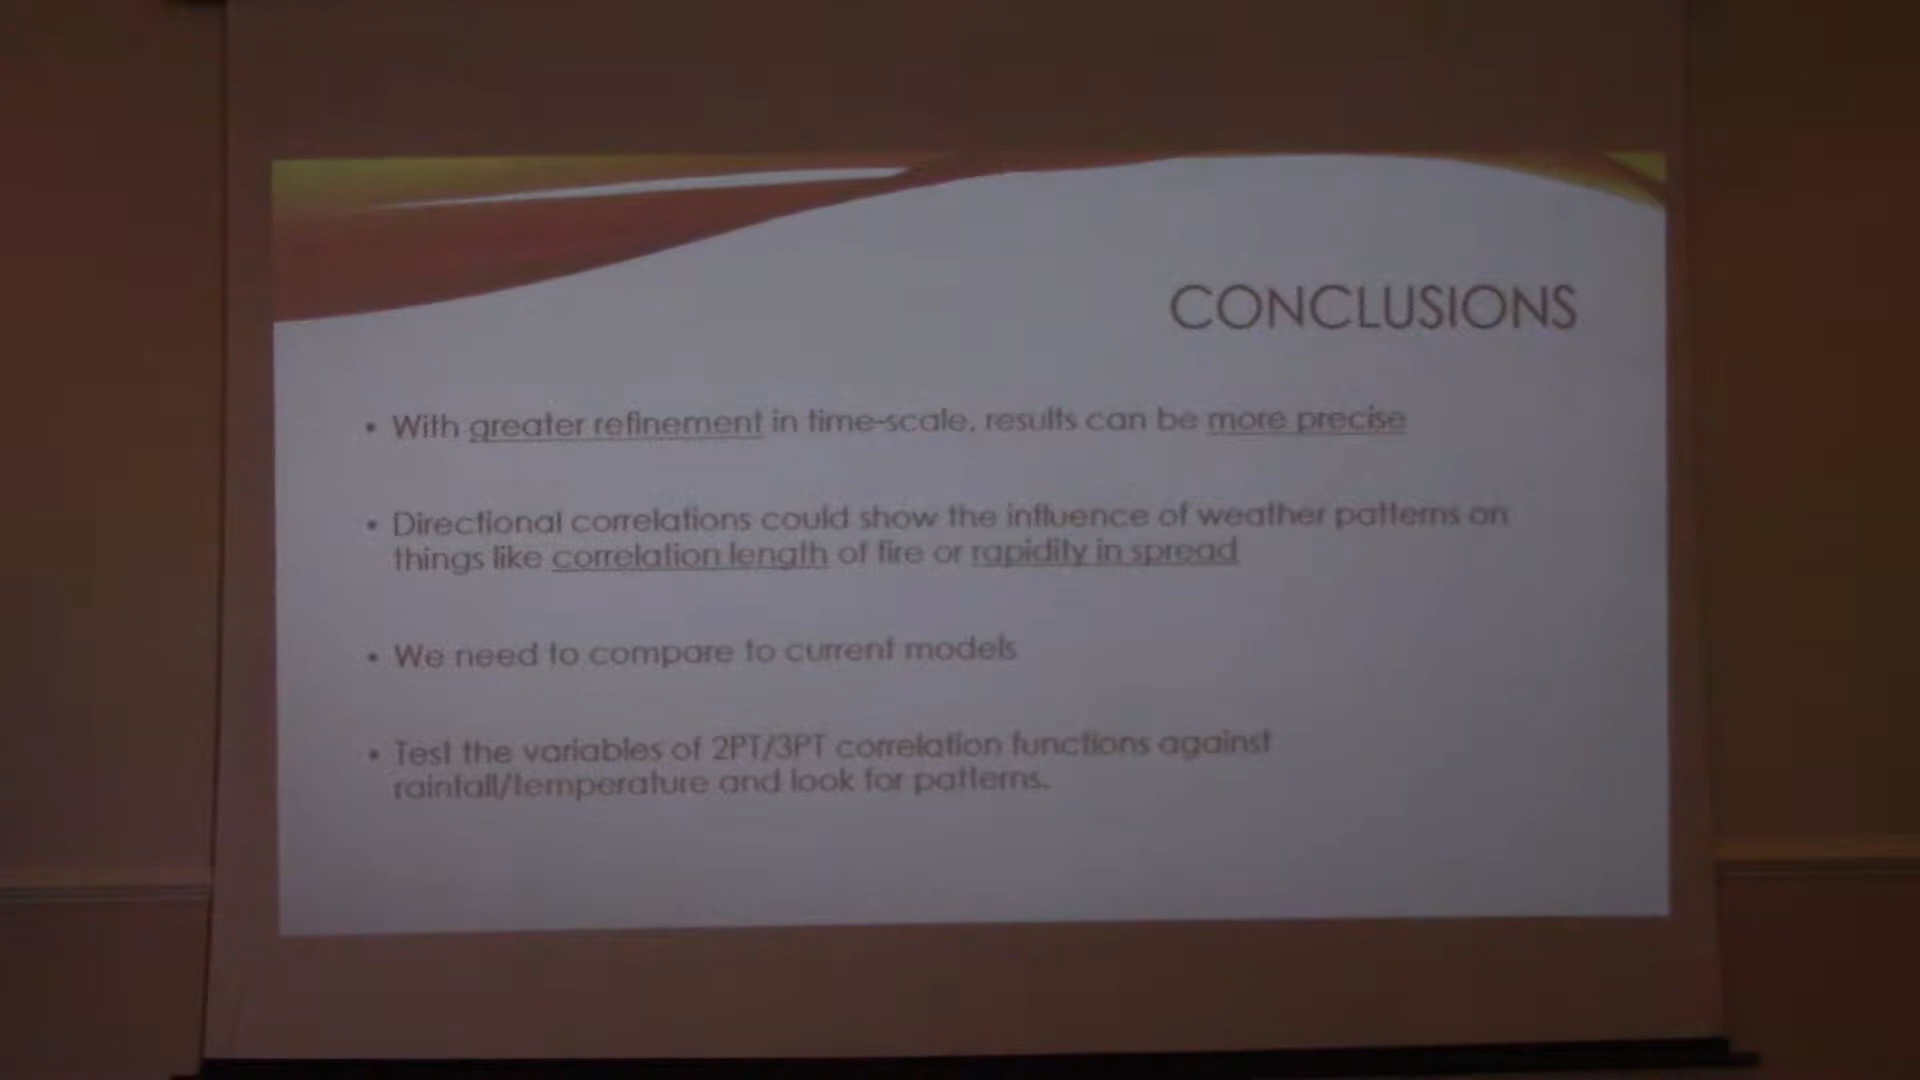 CONCLUSIONS
• With greater refinement in time-scale, results can be more precise
• Directional correlations could show the influence of weather patterns on
things like correlation length of fire or rapidity in spread
• We need to compare to current models
• Test the variables of 2PT/3PT correlation functions against
rainfall/temperature and look for patterns.